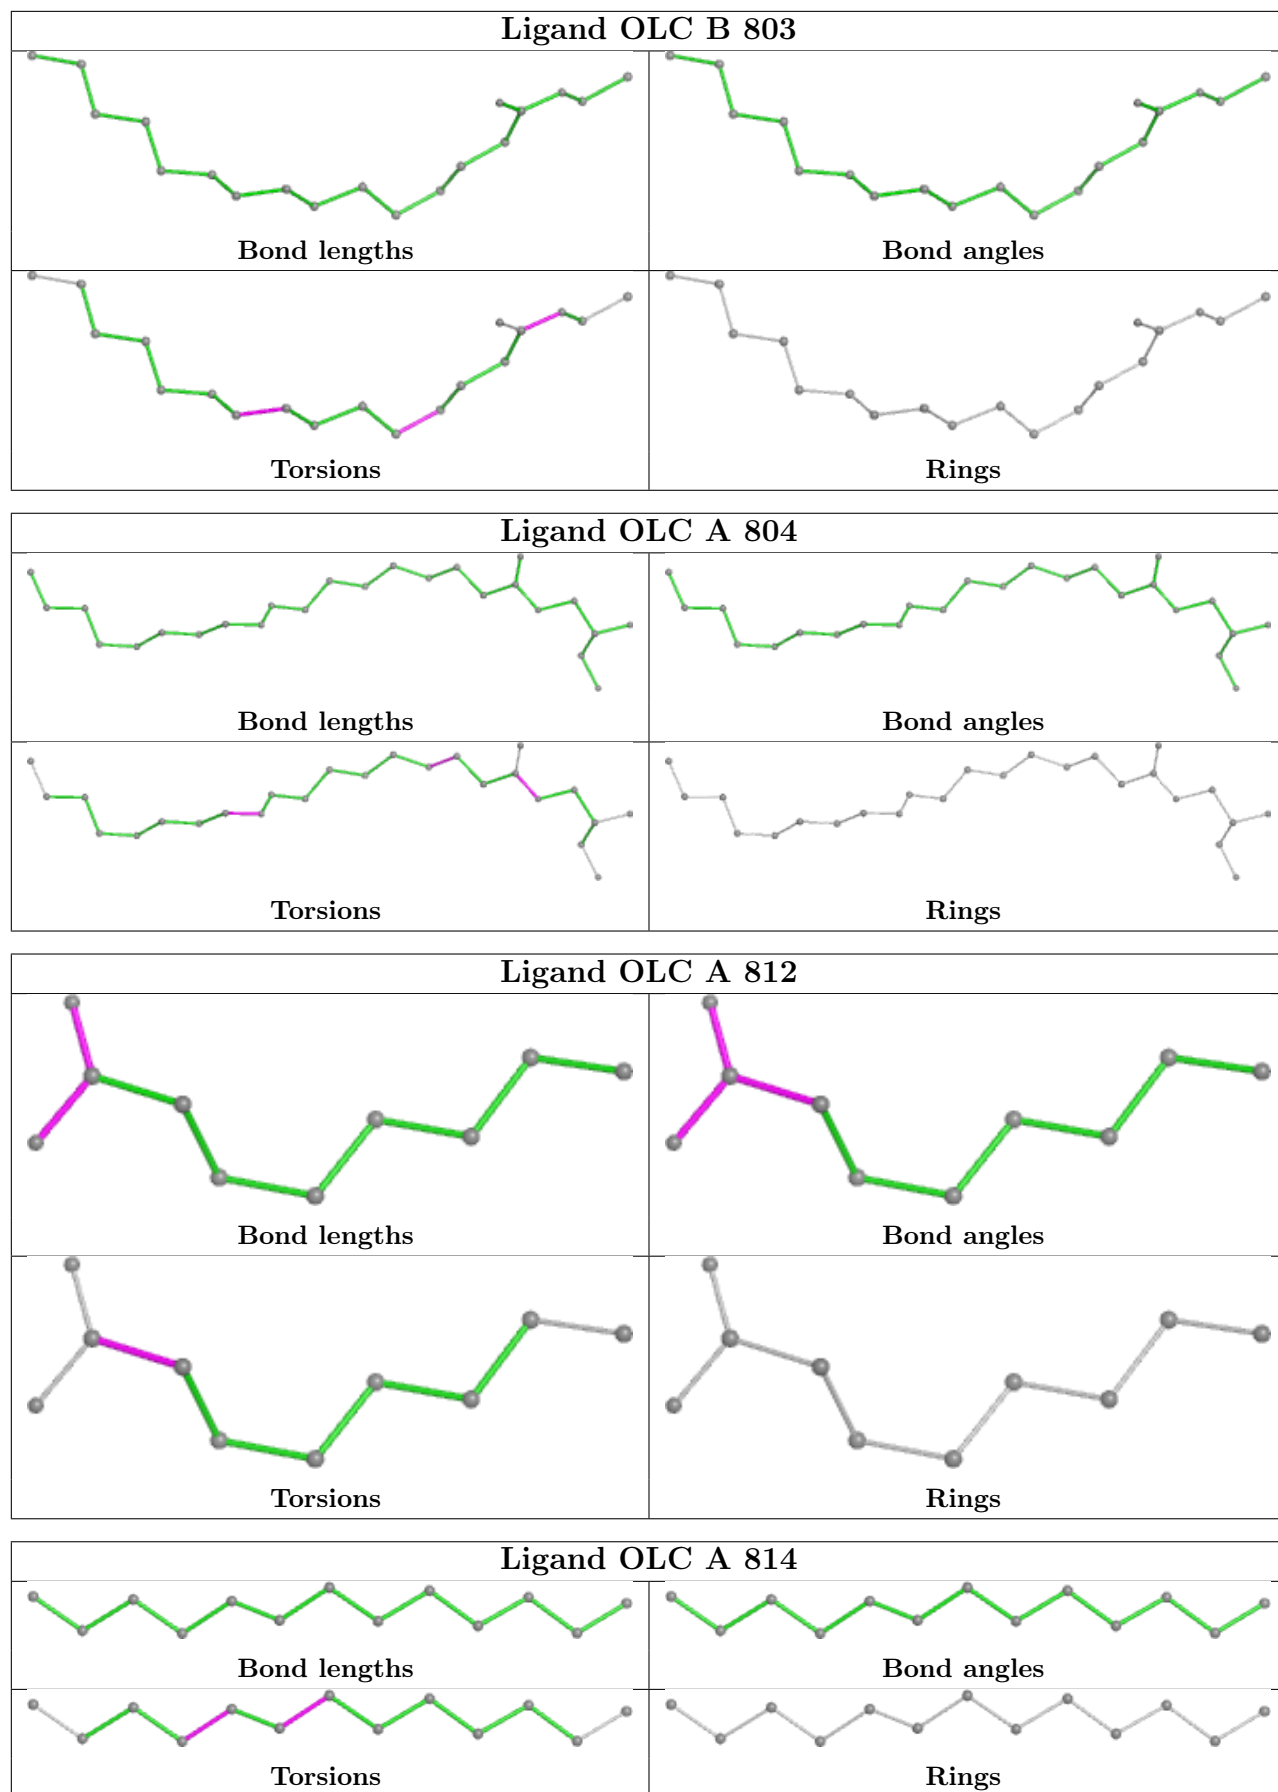 Ligand OLC B 803
Bond lengths
Bond angles
Torsions
Rings
Ligand OLC A 804
Bond lengths
Bond angles
Torsions
Rings
Ligand OLC A 812
Bond lengths
Bond angles
Torsions
Rings
Ligand OLC A 814
Bond lengths
Bond angles
Torsions
Rings